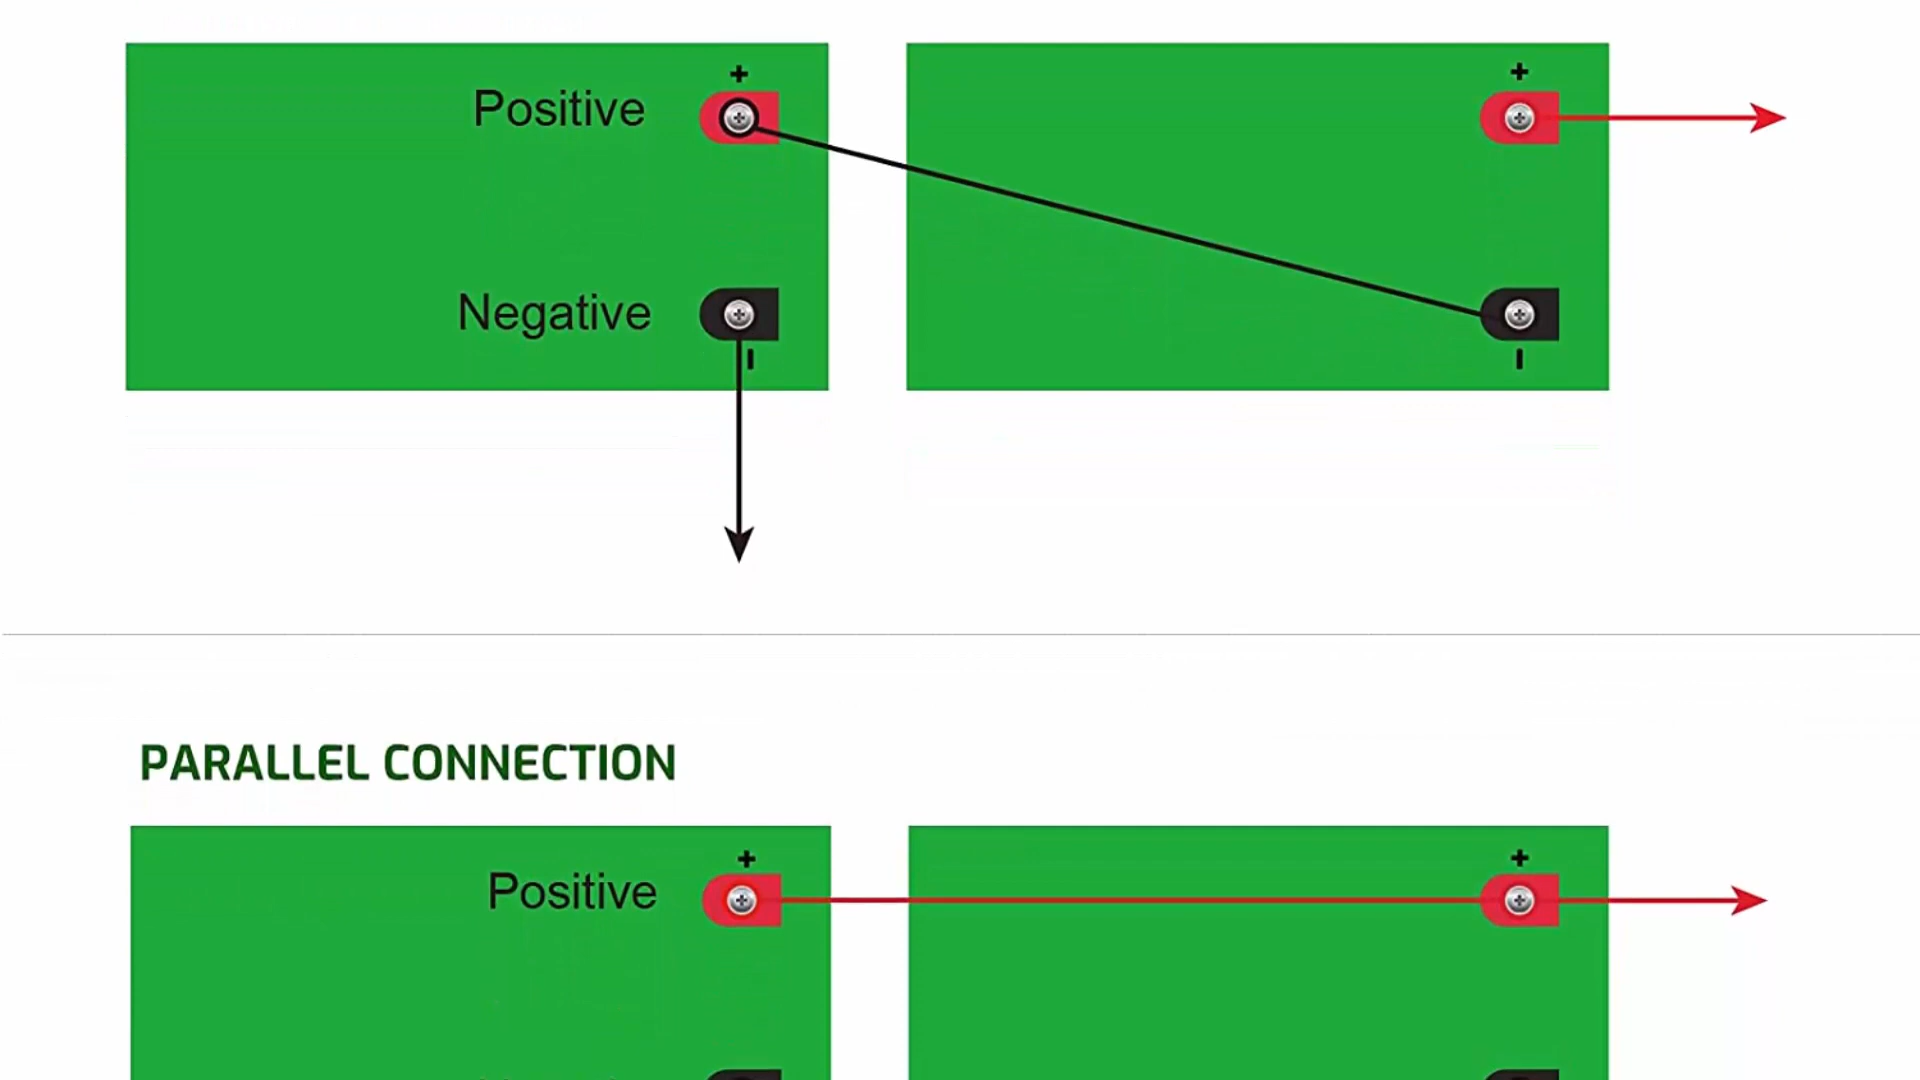 +
+
Positive
Negative
PARALLEL CONNECTION
+
+
Positive